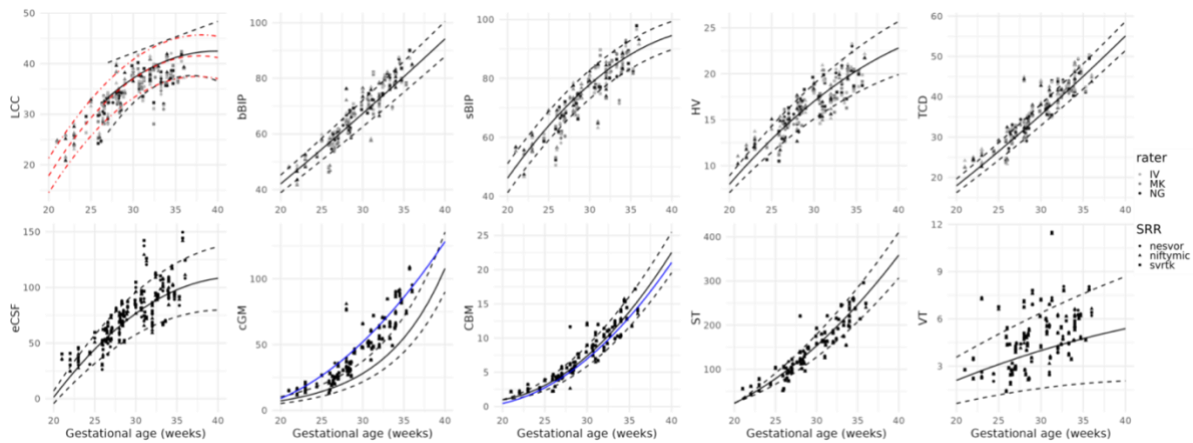 LCC
50
40
30
20
20 25 30 35 40
bBIP
100
80
60
40
20 25 30 35 40
sBIP
100
80
60
40
20 25 30 35 40
HV
25
20
15
10
20 25 30 35 40
TCD
60
50
40
30
20
20 25 30 35 40
rater
IV
MK
NG
SRR
nesvor
niftymic
svrtk
eCSF
150
100
50
0
20 25 30 35 40
Gestational age (weeks)
cGM
100
50
0
20 25 30 35 40
Gestational age (weeks)
CBM
25
20
15
10
5
0
20 25 30 35 40
Gestational age (weeks)
ST
400
300
200
100
20 25 30 35 40
Gestational age (weeks)
VT
12
9
6
3
20 25 30 35 40
Gestational age (weeks)